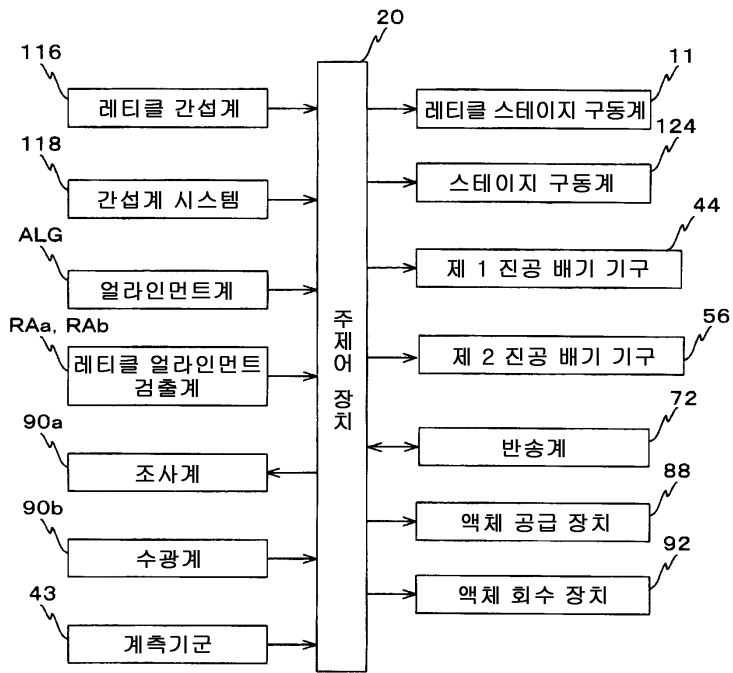 20
116
레티클 간섭계
118
간섭계 시스템
ALG
얼라인먼트계
RAa, RAb
레티클 얼라인먼트
검출계
90a
조사계
90b
수광계
43
계측기군
주제어 장치
11
레티클 스테이지 구동계
124
스테이지 구동계
44
제 1 진공 배기 기구
56
제 2 진공 배기 기구
72
반송계
88
액체 공급 장치
92
액체 회수 장치